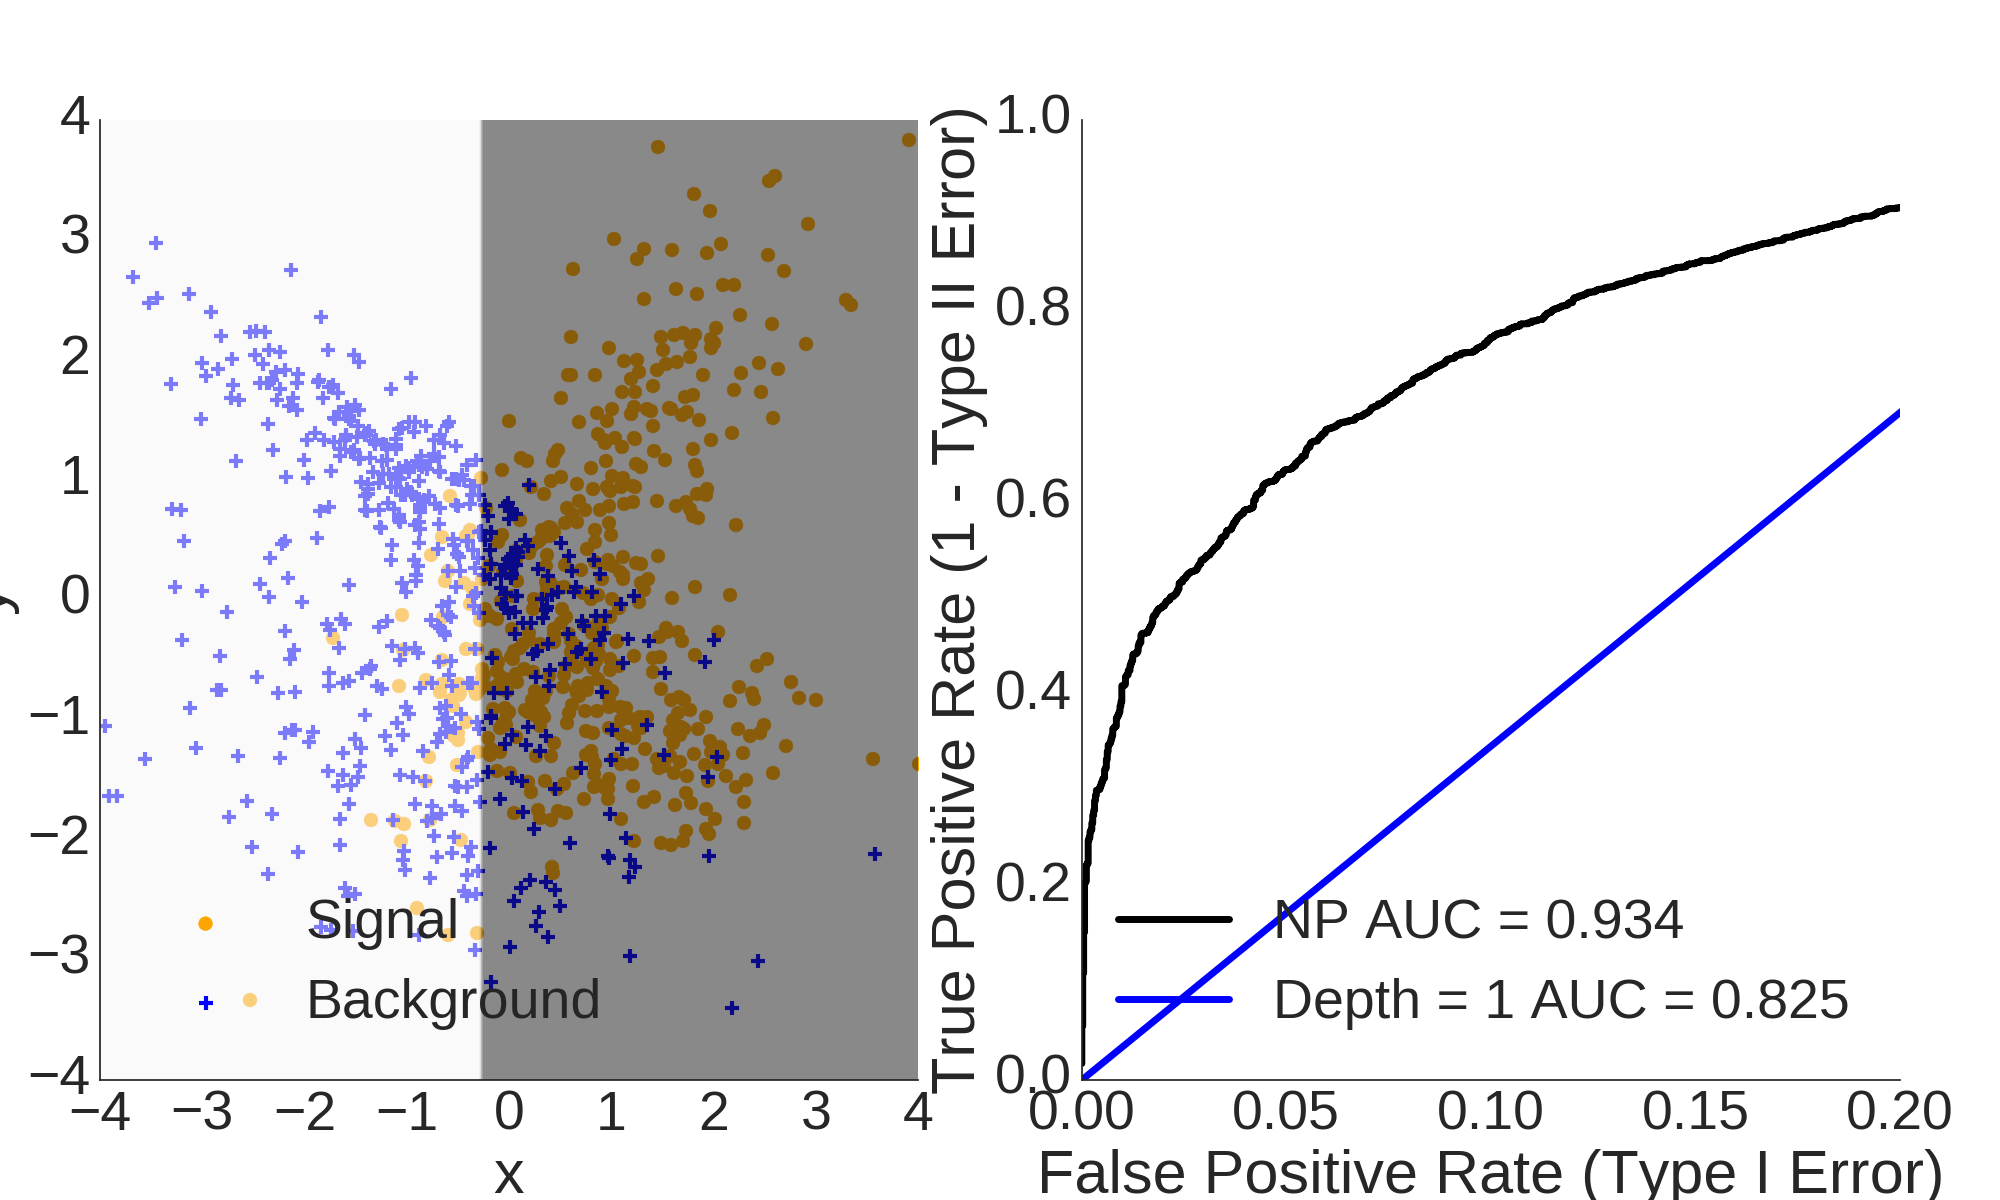 4
3
2
1
0
−1
−2
−3
−4
y
−4 −3 −2 −1 0 1 2 3 4
x
Signal
Background
True Positive Rate (1 - Type II Error)
1.0
0.8
0.6
0.4
0.2
0.0
0.00 0.05 0.10 0.15 0.20
False Positive Rate (Type I Error)
NP AUC = 0.934
Depth = 1 AUC = 0.825